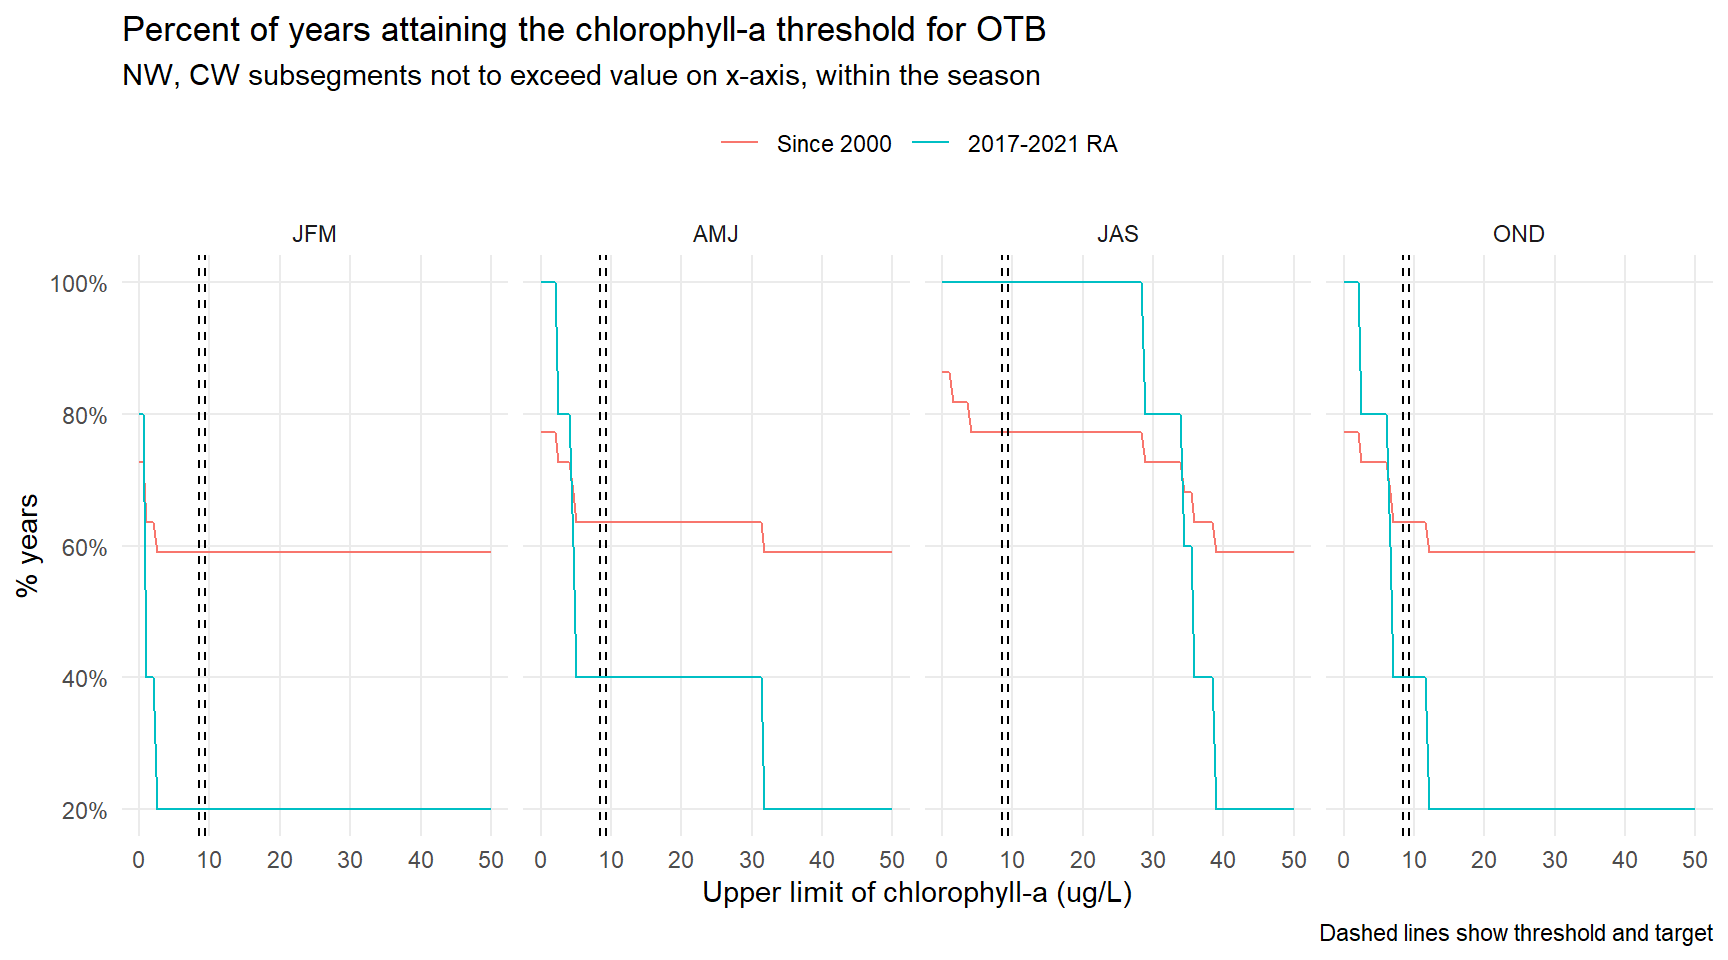 Percent of years attaining the chlorophyll-a threshold for OTB
NW, CW subsegments not to exceed value on x-axis, within the season
Since 2000 2017-2021 RA
JFM AMJ JAS OND
100%
80%
60%
40%
20%
% years
0 10 20 30 40 50 0 10 20 30 40 50 0 10 20 30 40 50 0 10 20 30 40 50
Upper limit of chlorophyll-a (ug/L)
Dashed lines show threshold and target